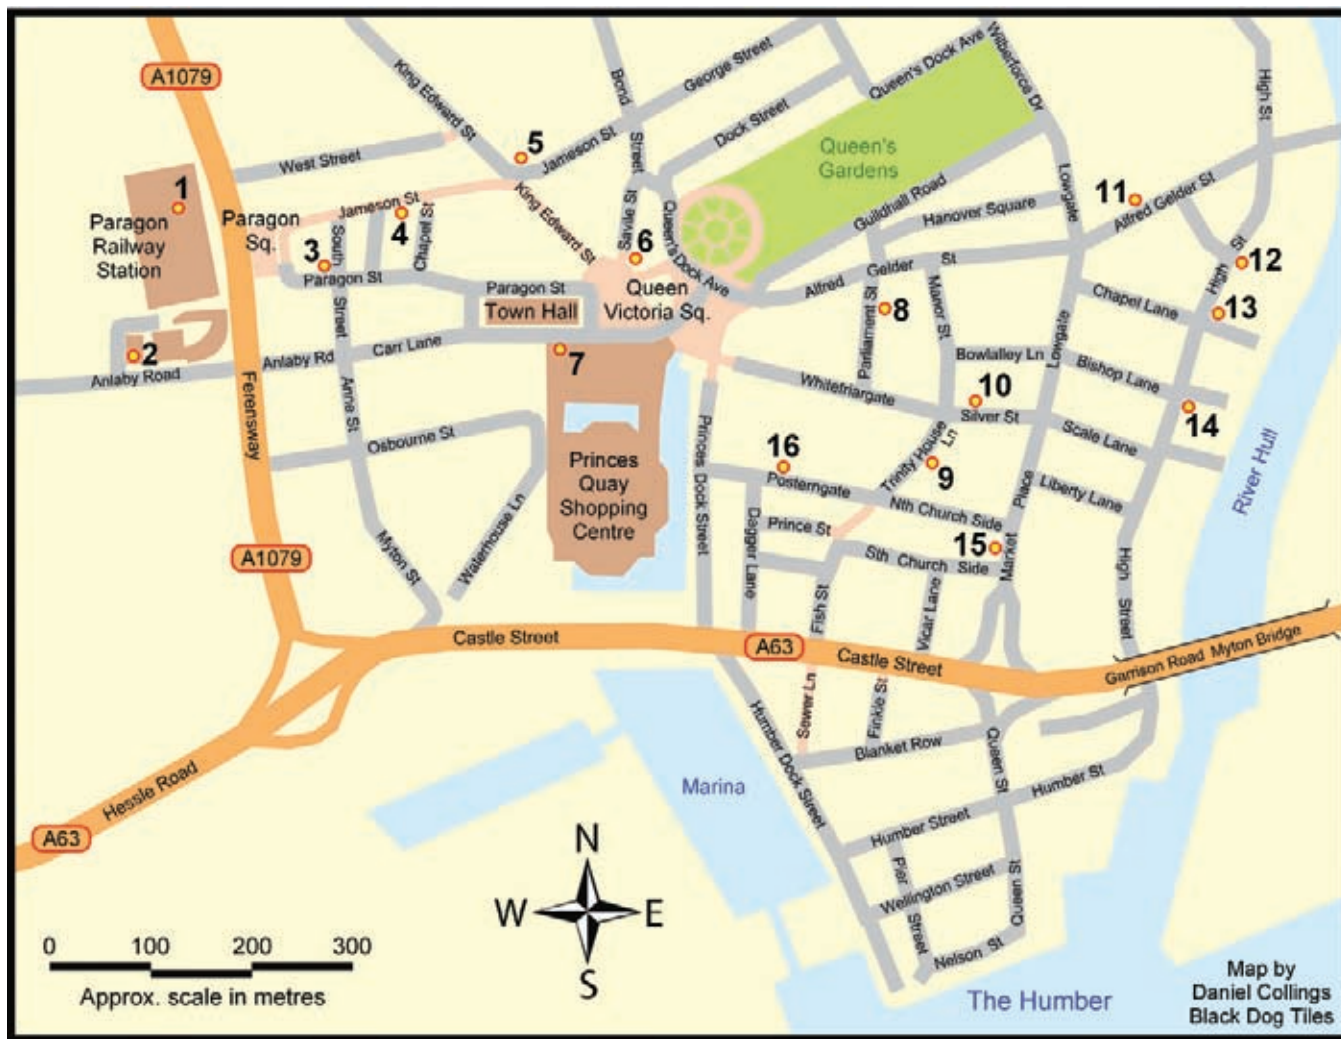 A1079
King Edward St
Bond
Street
George Street
Queen's Dock Ave
Wilberforce Dr
High St
Dock Street
5
Jameson St
West Street
Queen's
Gardens
Lowgate
11
Alfred Gelder St
1
Paragon
Railway
Station
Paragon
Sq.
Jameson St
4
Chapel St
South
Street
3
Paragon St
King Edward St
Savile St
6
Queen's Dock Ave
Guildhall Road
Hanover Square
High St
12
Alfred Gelder St
Paragon St
Town Hall
Queen
Victoria Sq.
8
Parliament St
Manor St
Chapel Lane
13
2
Anlaby Road
Anlaby Rd
Carr Lane
7
Bowlalley Ln
Lowgate
Bishop Lane
Whitefriargate
10
Silver St
14
Ferensway
Anne St
Osbourne St
Scale Lane
Princes
Quay
Shopping
Centre
Princes Dock Street
16
Posterngate
Trinity House
Ln
9
River Hull
Nth Church Side
Place
Liberty Lane
Waterhouse Ln
Dagger Lane
Prince St
15
Market
A1079
Myton St
Sth Church Side
High Street
Fish St
Vicar Lane
Castle Street
A63
Castle Street
Garrison Road Myton Bridge
Sewer Ln
Finkle St
Humber Dock Street
Blanket Row
Queen St
Hessle Road
Marina
Humber St
A63
Humber Street
N
Pier
Street
Wellington Street
Queen St
W E
S
Nelson St
0 100 200 300
Approx. scale in metres
The Humber
Map by
Daniel Collings
Black Dog Tiles